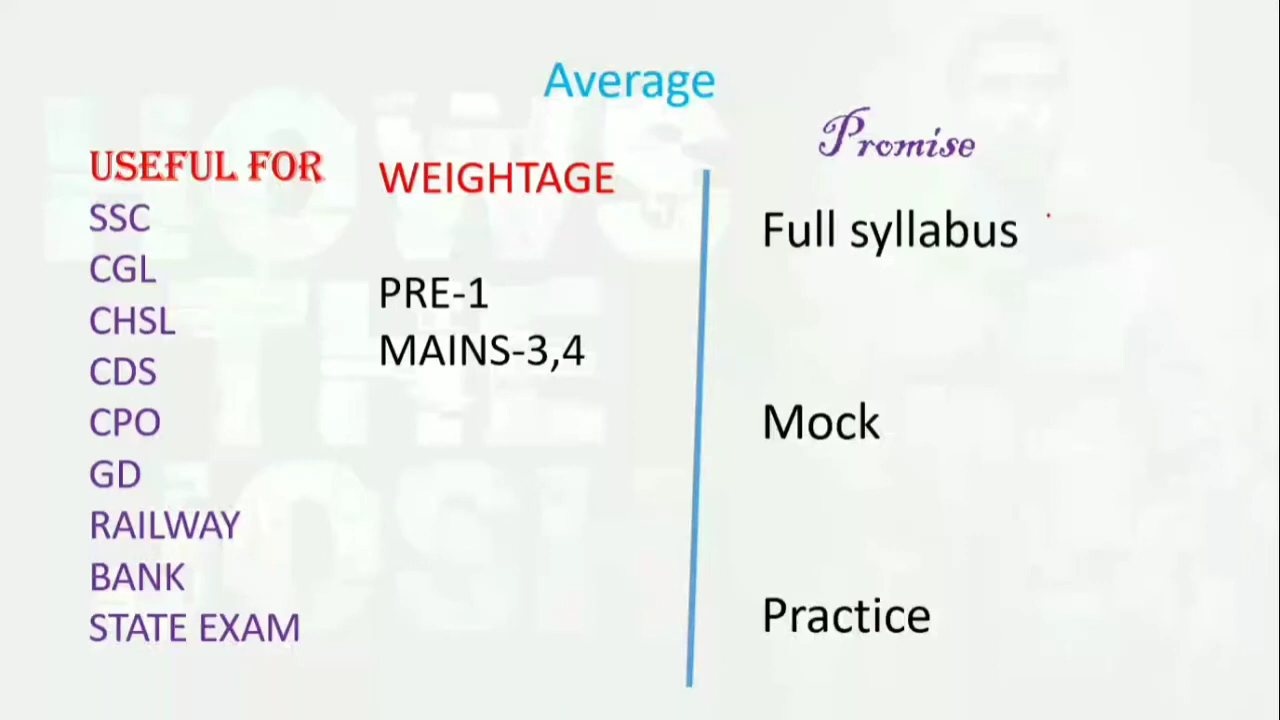 Average
USEFUL FOR
SSC
CGL
CHSL
CDS
CPO
GD
RAILWAY
BANK
STATE EXAM
WEIGHTAGE
PRE-1
MAINS-3,4
Promise
Full syllabus
Mock
Practice